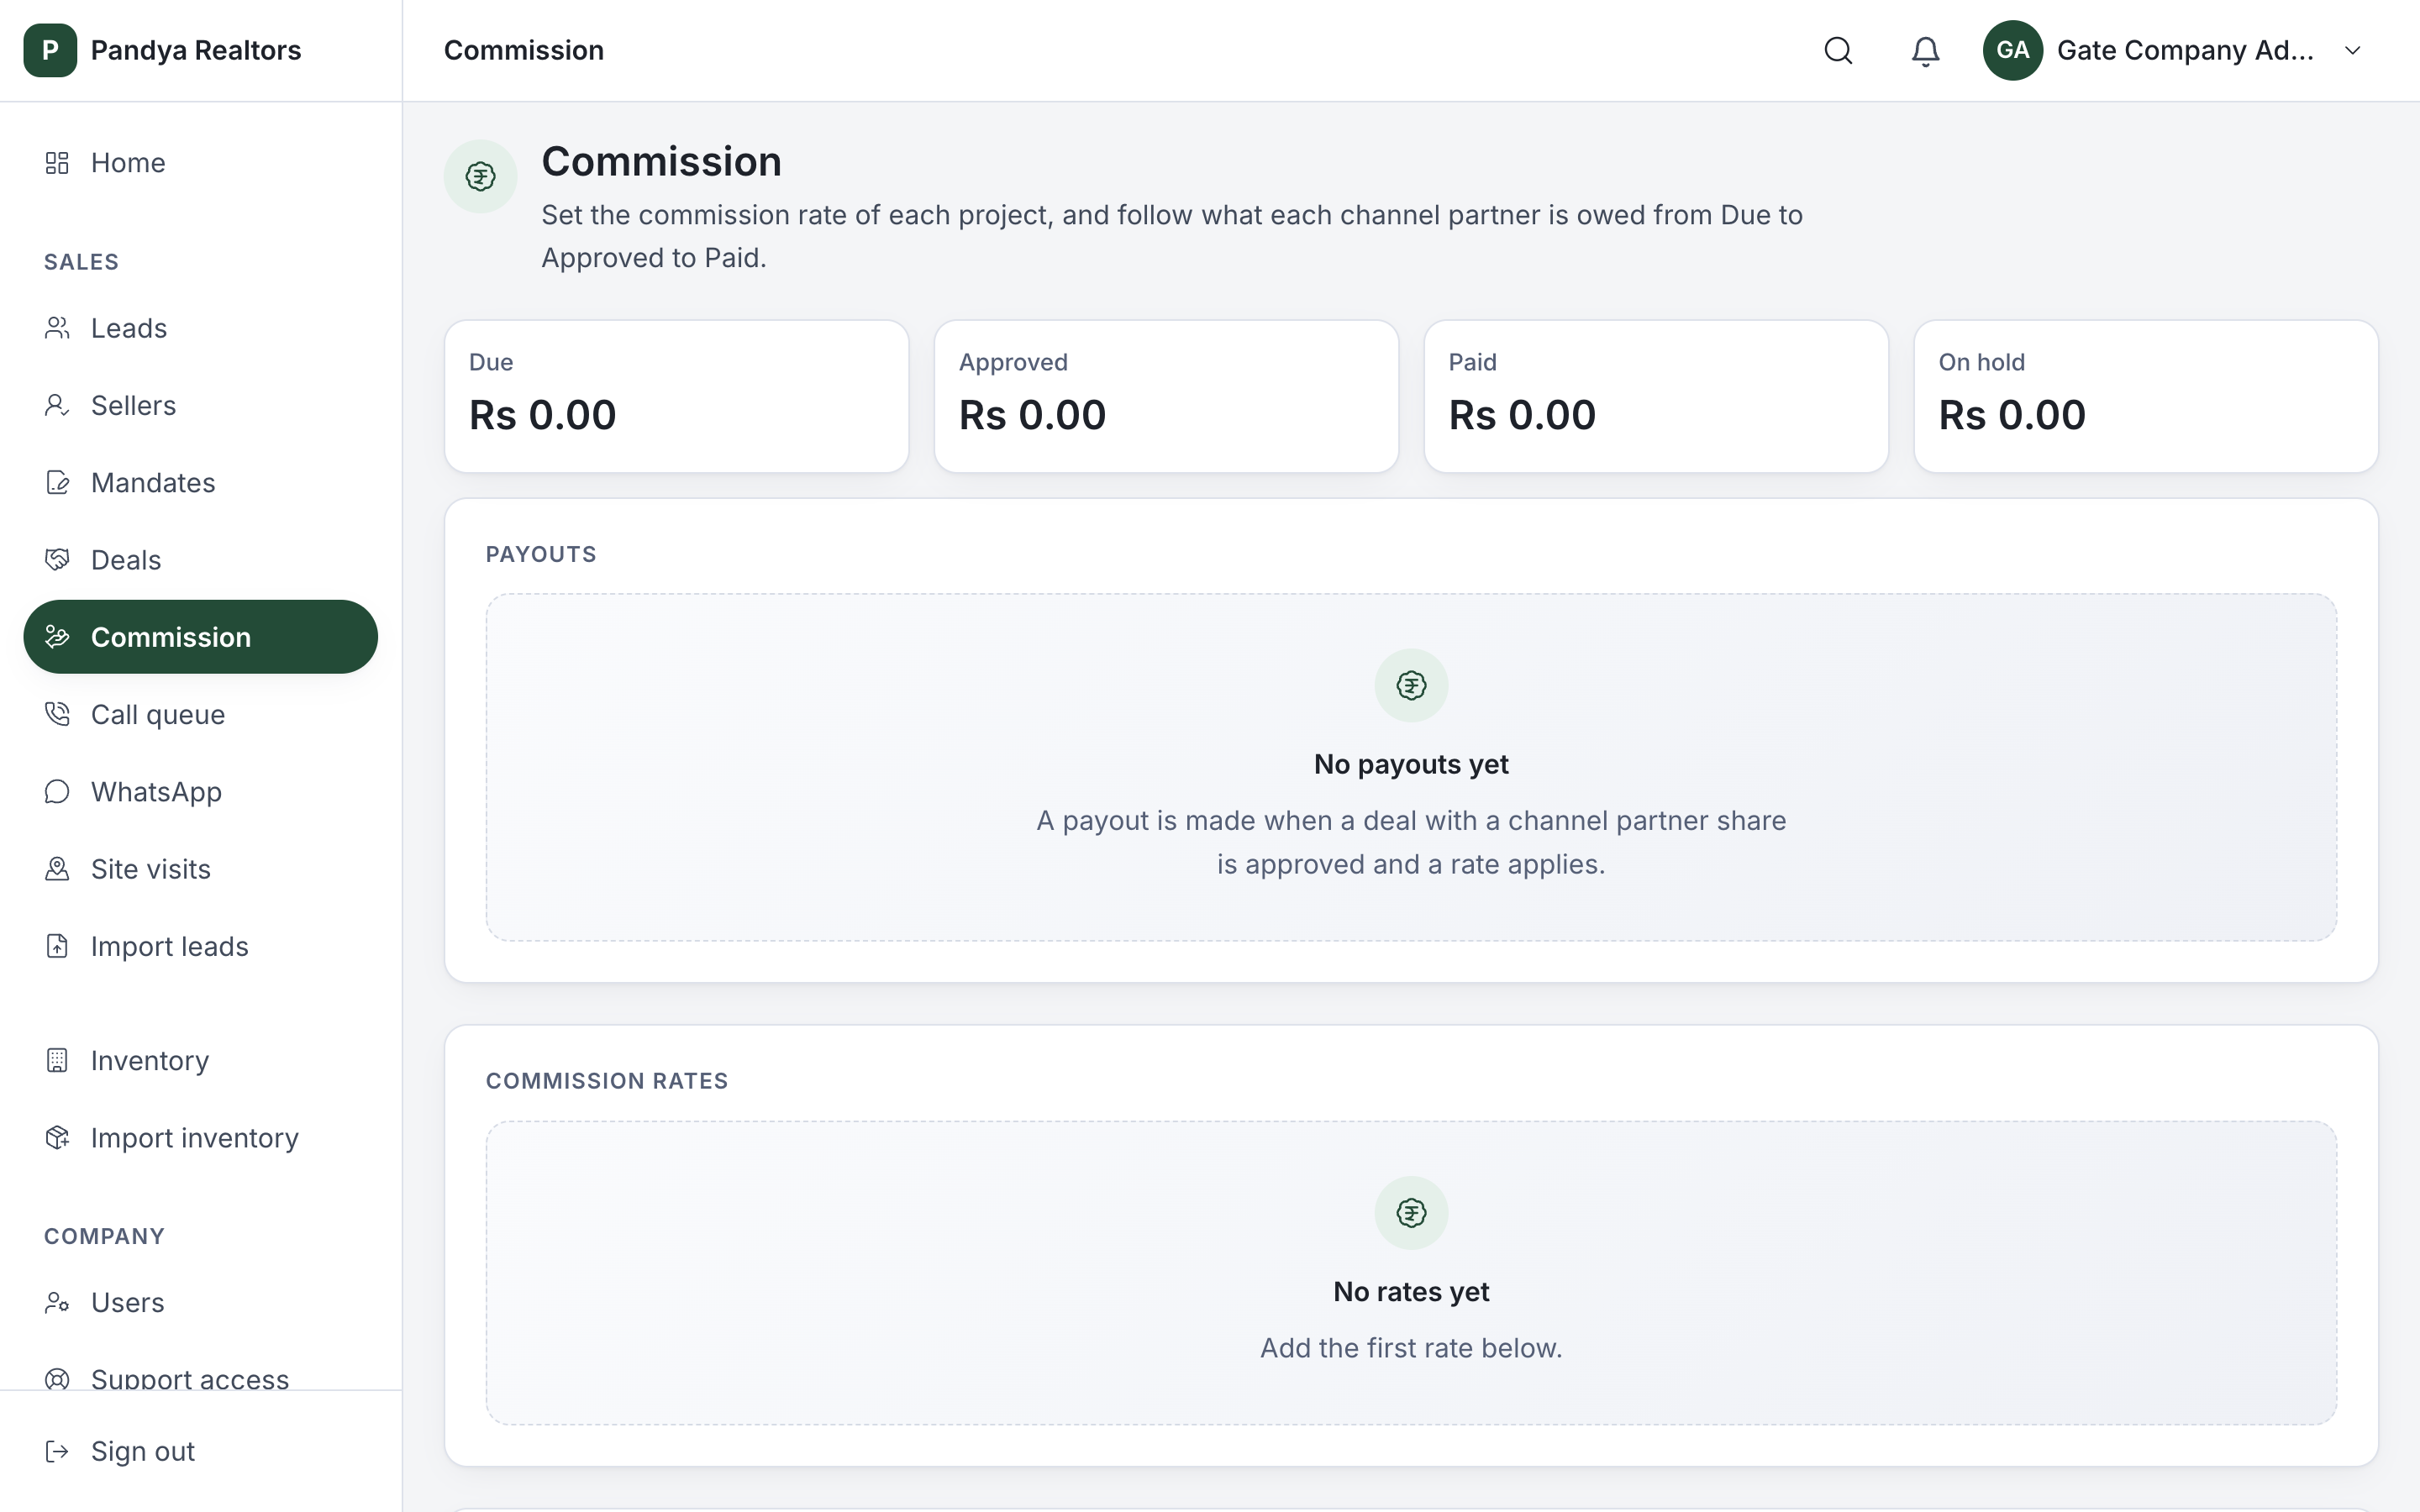 P
Pandya Realtors
Commission
GA
Gate Company Ad...
Home
SALES
Leads
Sellers
Mandates
Deals
Commission
Call queue
WhatsApp
Site visits
Import leads
Inventory
Import inventory
COMPANY
Users
Support access
Sign out
Commission
Set the commission rate of each project, and follow what each channel partner is owed from Due to
Approved to Paid.
Due
Rs 0.00
Approved
Rs 0.00
Paid
Rs 0.00
On hold
Rs 0.00
PAYOUTS
No payouts yet
A payout is made when a deal with a channel partner share
is approved and a rate applies.
COMMISSION RATES
No rates yet
Add the first rate below.